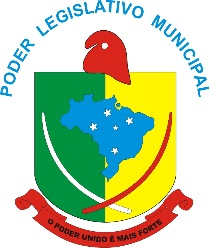 PODER LEGISLATIVO MUNICIPAL
O PODER UNIDO É MAIS FORTE